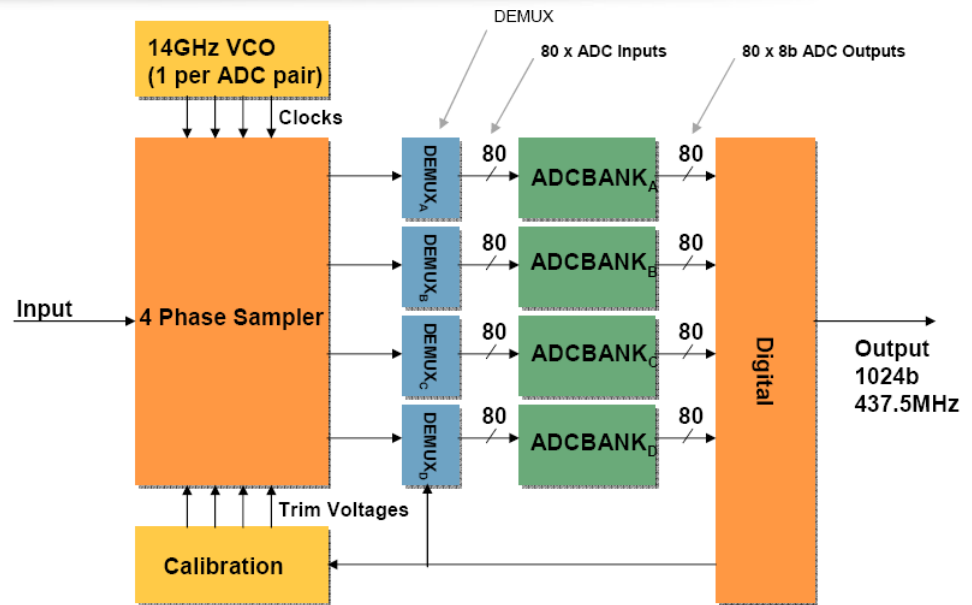 DEMUX
14GHz VCO
(1 per ADC pair)
80 x ADC Inputs
80 x 8b ADC Outputs
Clocks
DEMUXA
80
ADCBANKA
80
DEMUXB
80
ADCBANKB
80
Input
4 Phase Sampler
DEMUXC
80
ADCBANKC
80
Digital
Output
1024b
437.5MHz
DEMUXD
80
ADCBANKD
80
Trim Voltages
Calibration